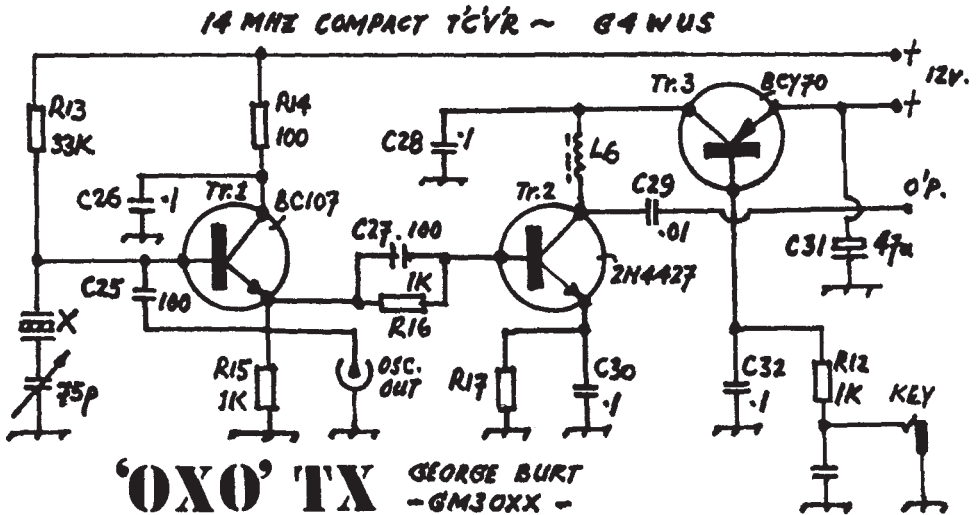 14 MHZ COMPACT T'C'V'R ~ G4WUS
+
12V.
+
R13
33K.
R14
100
C26
.1
Tr.1
BC107
C28
.1
L6
Tr.3
BCY70
Tr.2
C29
.01
O'P.
C31
47u
C27. 100
1K
R16
2N4427
C25
100
X
75p
R15
1K
OSC.
OUT
R17
C30
.1
C32
.1
R12
1K
KEY
'OXO' TX
GEORGE BURT
- GM3OXX -